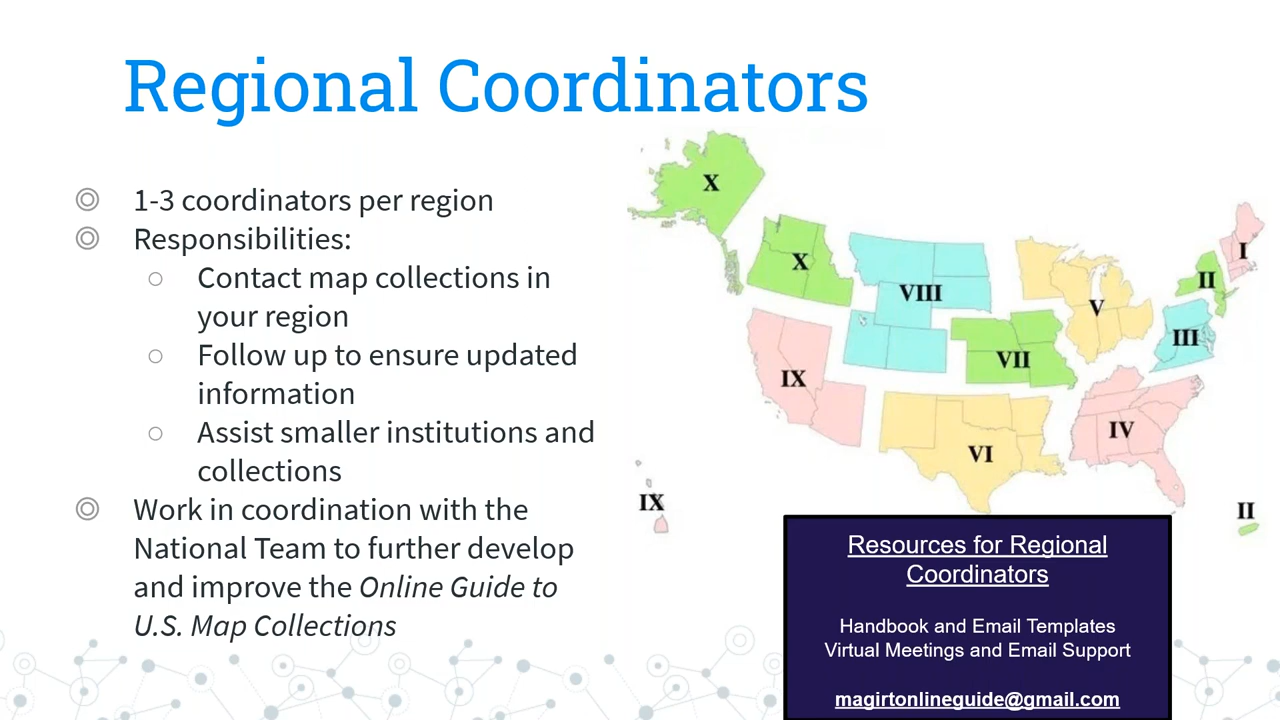 Regional Coordinators
1-3 coordinators per region
Responsibilities:
Contact map collections in
your region
Follow up to ensure updated
information
Assist smaller institutions and
collections
Work in coordination with the
National Team to further develop
and improve the Online Guide to
U.S. Map Collections
X
X
VIII
I
II
V
III
VII
IX
IV
VI
IX
II
Resources for Regional
Coordinators
Handbook and Email Templates
Virtual Meetings and Email Support
magirtonlineguide@gmail.com